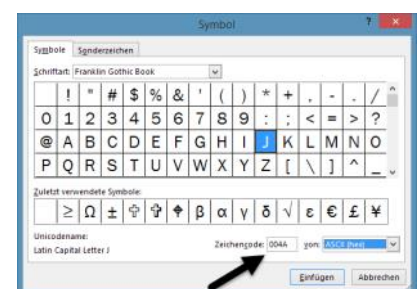 Symbol ? x
Symbole Sonderzeichen
Schriftart: Franklin Gothic Book
! " # $ % & ' ( ) * + , - . /
0 1 2 3 4 5 6 7 8 9 : ; < = > ?
@ A B C D E F G H I J K L M N O
P Q R S T U V W X Y Z [ \ ] ^ _
Zuletzt verwendete Symbole:
≥ Ω ± β α γ δ √ ε € £ ¥
Unicodename:
Latin Capital Letter J
Zeichencode: 004A von: ASCII (hex)
Einfügen Abbrechen